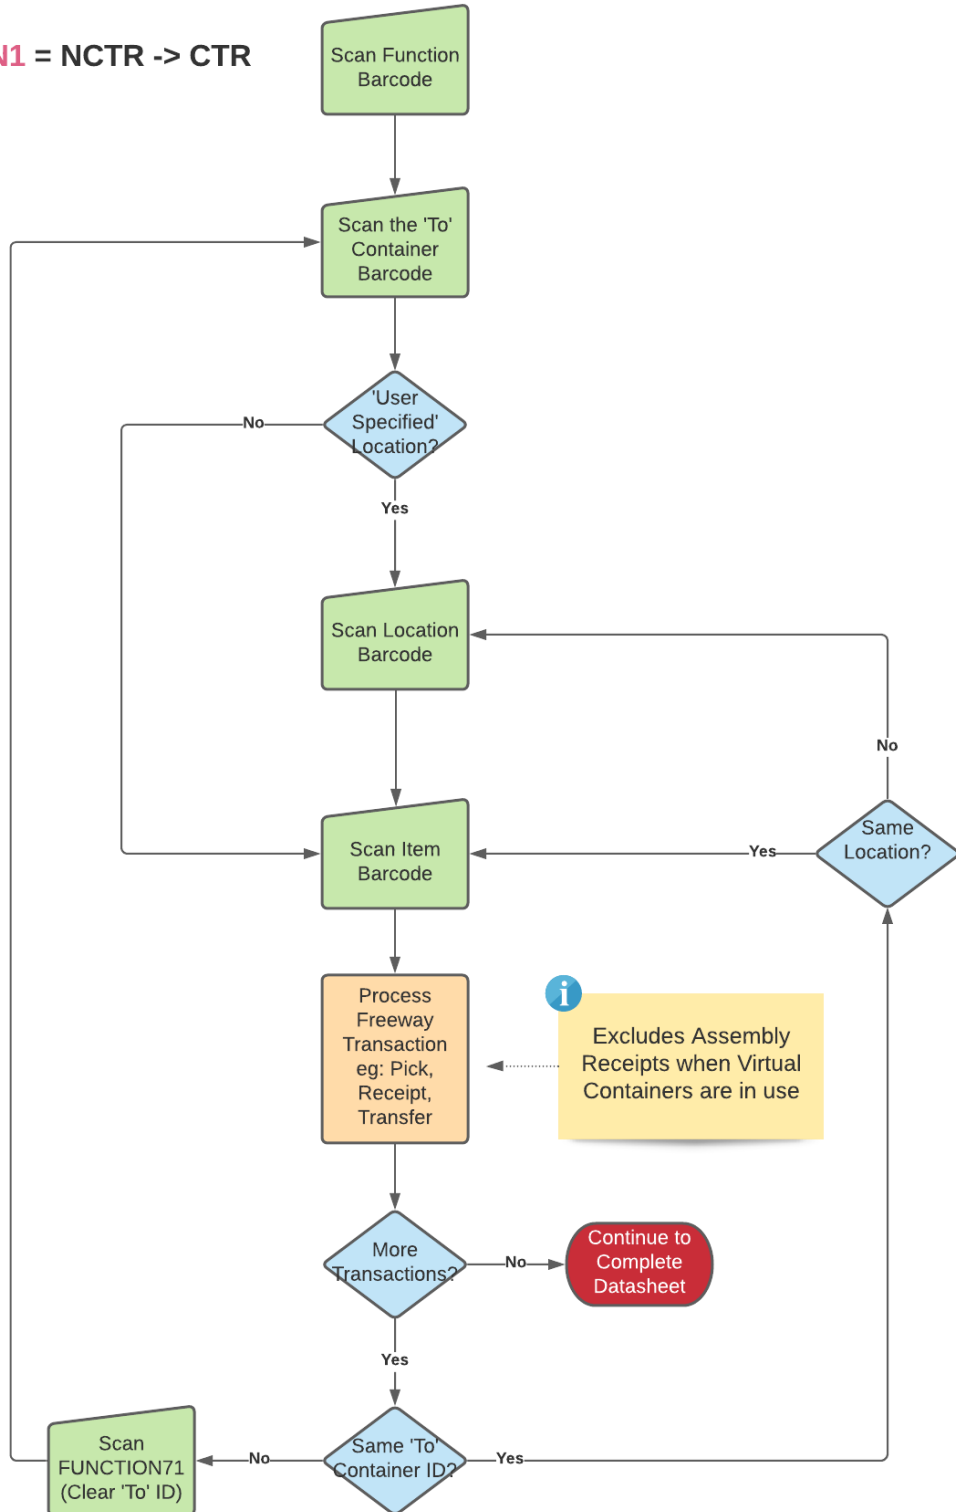 N1 = NCTR -> CTR
Scan Function
Barcode
Scan the 'To'
Container
Barcode
'User
Specified'
Location?
No
Yes
Scan Location
Barcode
No
Same
Location?
Yes
Scan Item
Barcode
Process
Freeway
Transaction
eg: Pick,
Receipt,
Transfer
i
Excludes Assembly
Receipts when Virtual
Containers are in use
More
Transactions?
No
Continue to
Complete
Datasheet
Yes
Same 'To'
Container ID?
No
Yes
Scan
FUNCTION71
(Clear 'To' ID)